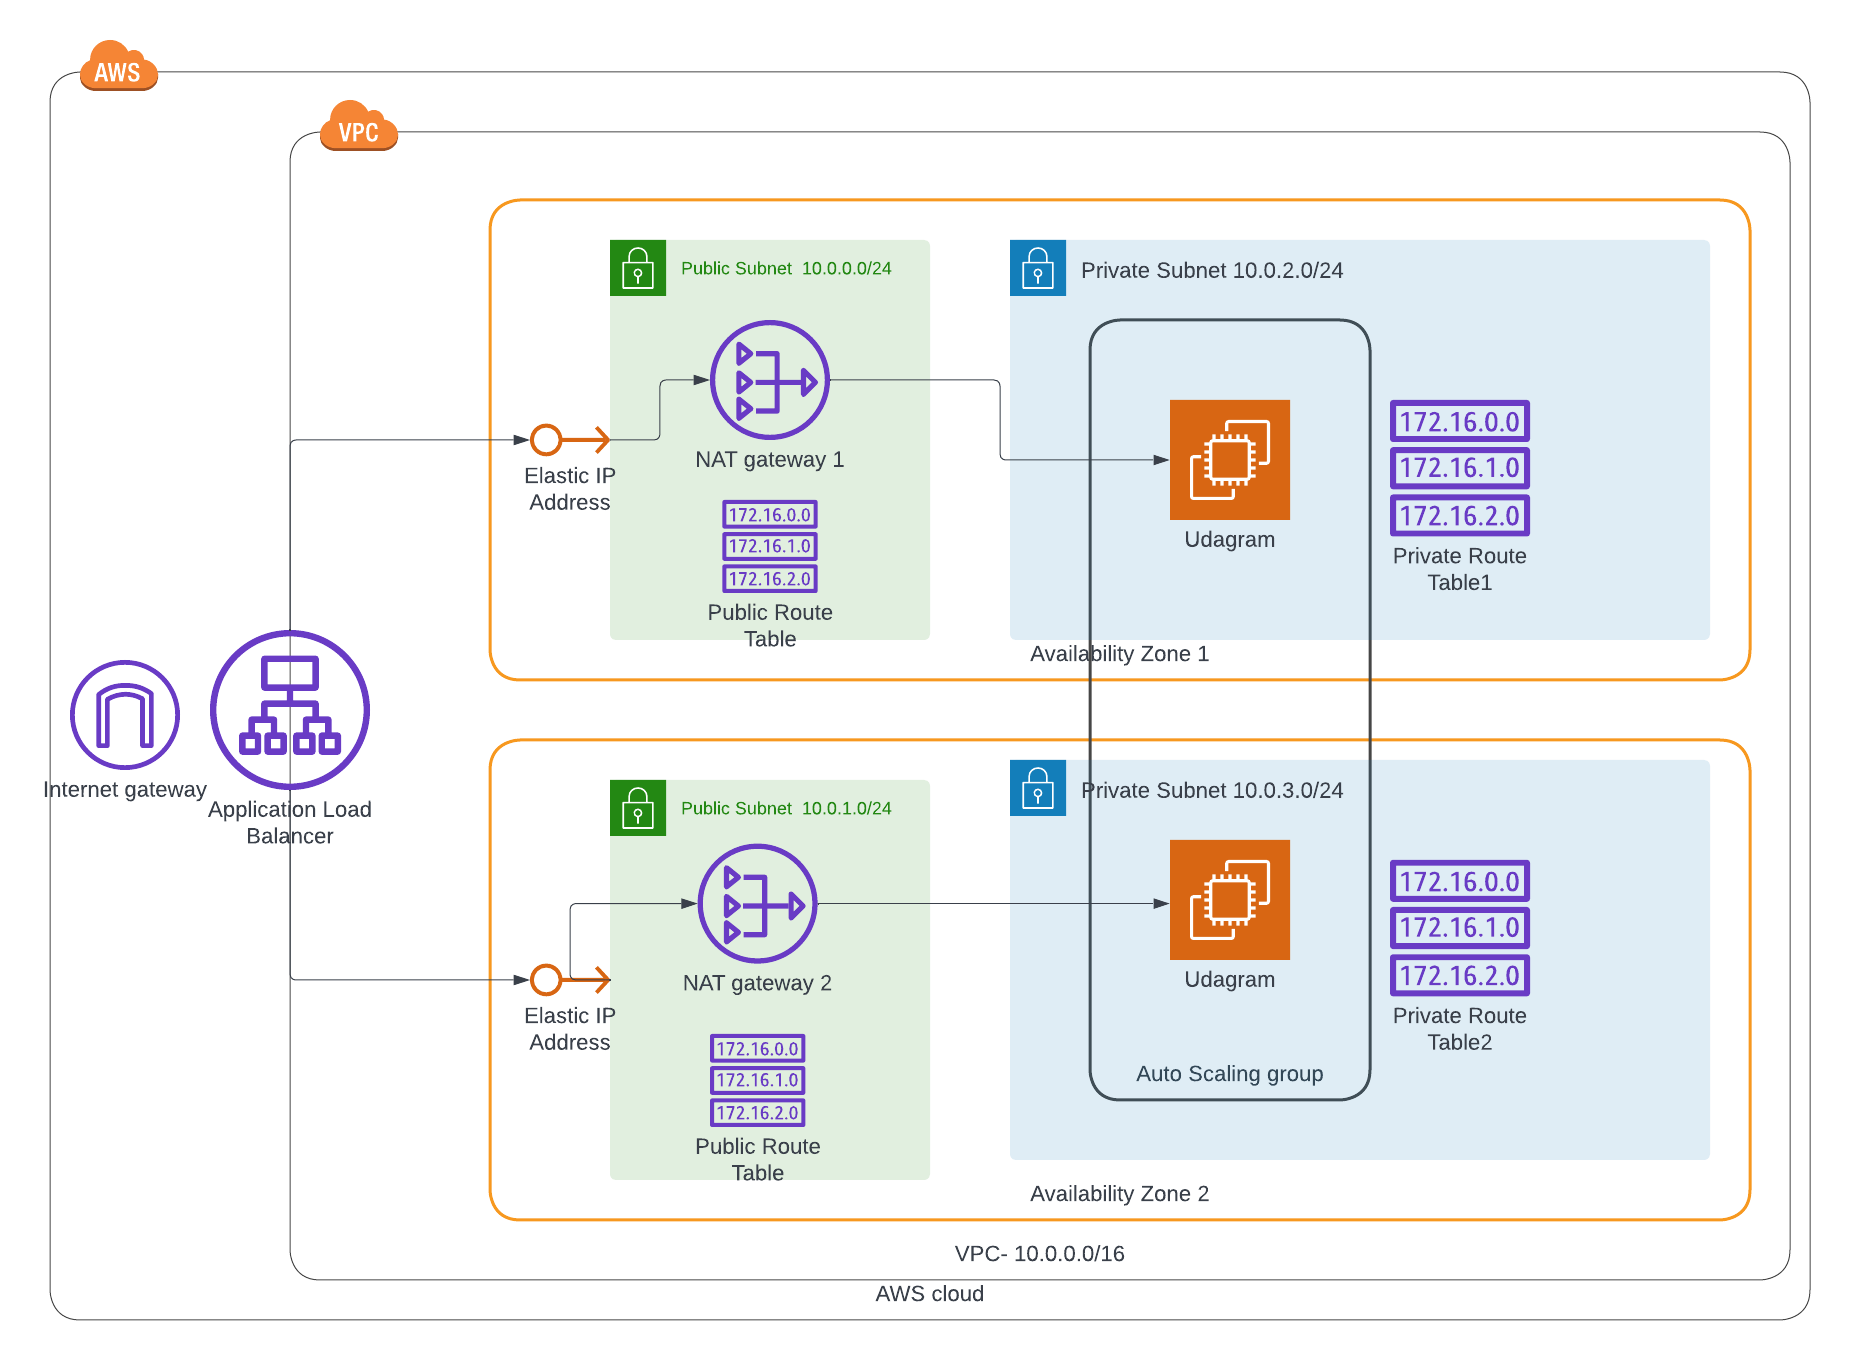 AWS
VPC
Public Subnet 10.0.0.0/24
Private Subnet 10.0.2.0/24
NAT gateway 1
Elastic IP
Address
172.16.0.0
172.16.1.0
172.16.2.0
Public Route
Table
Udagram
172.16.0.0
172.16.1.0
172.16.2.0
Private Route
Table1
Availability Zone 1
Internet gateway
Application Load
Balancer
Public Subnet 10.0.1.0/24
Private Subnet 10.0.3.0/24
NAT gateway 2
Elastic IP
Address
172.16.0.0
172.16.1.0
172.16.2.0
Public Route
Table
Udagram
172.16.0.0
172.16.1.0
172.16.2.0
Private Route
Table2
Auto Scaling group
Availability Zone 2
VPC- 10.0.0.0/16
AWS cloud